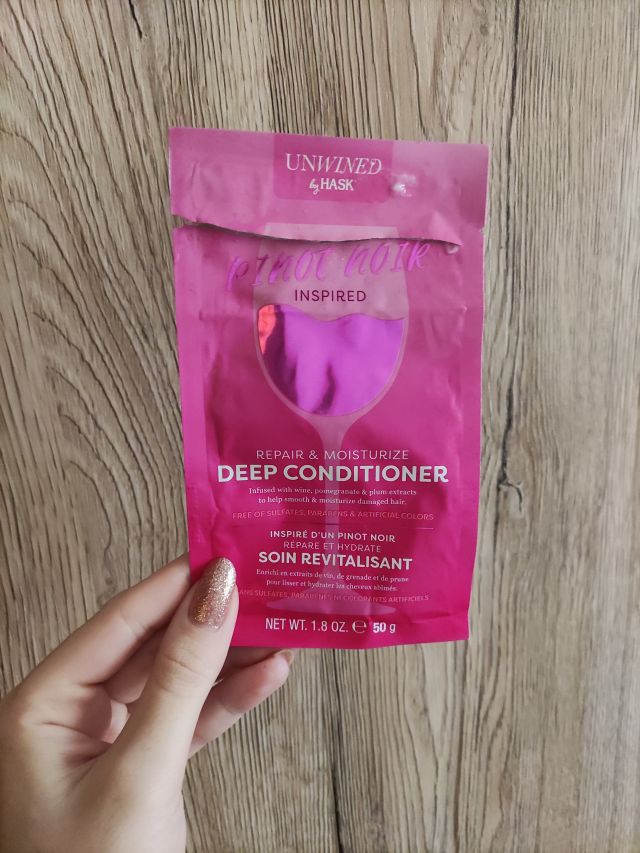 UNWINED
by HASK
PINOT NOIR
INSPIRED
REPAIR & MOISTURIZE
DEEP CONDITIONER
Infused with wine, pomegranate & plum extracts
to help smooth & moisturize damaged hair.
FREE OF SULFATES, PARABENS & ARTIFICIAL COLORS
INSPIRÉ D'UN PINOT NOIR
RÉPARE ET HYDRATE
SOIN REVITALISANT
Enrichi en extraits de vin, de grenade et de prune
pour lisser et hydrater les cheveux abîmés.
SANS SULFATES, PARABÈNES NI COLORANTS ARTIFICIELS
NET WT. 1.8 OZ. ℮ 50 g